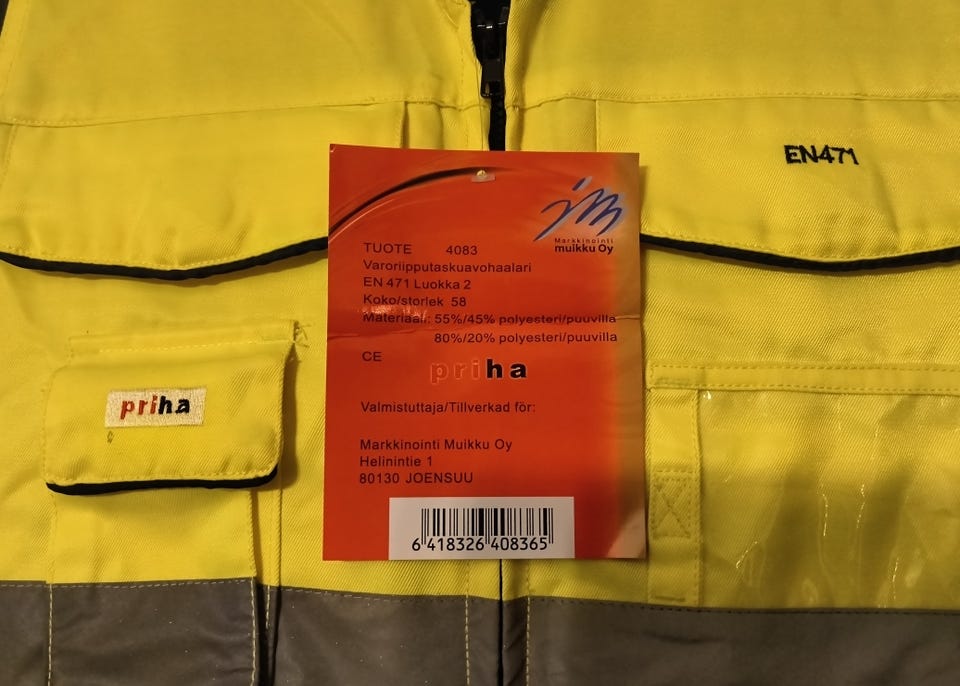 EN471
jm
Markkinointi
muikku Oy
TUOTE 4083
Varoriipputaskuavohaalari
EN 471 Luokka 2
Koko/storlek 58
Materiaali: 55%/45% polyesteri/puuvilla
80%/20% polyesteri/puuvilla
CE
priha
priha
Valmistuttaja/Tillverkad för:
Markkinointi Muikku Oy
Helinintie 1
80130 JOENSUU
6 418326 408365